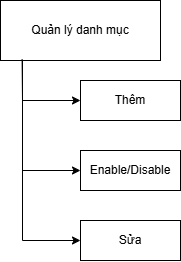 Quản lý danh mục
Thêm
Enable/Disable
Sửa